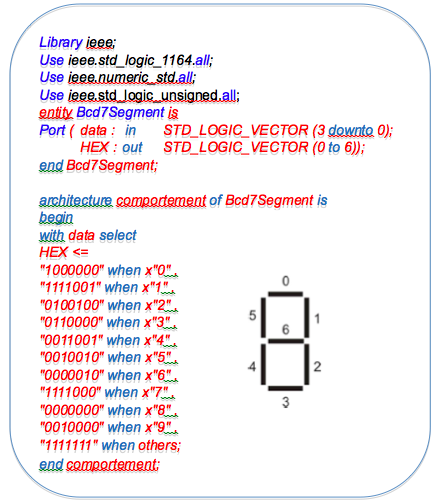 Library ieee;
Use ieee.std_logic_1164.all;
Use ieee.numeric_std.all;
Use ieee.std_logic_unsigned.all;
entity Bcd7Segment is
Port ( data : in STD_LOGIC_VECTOR (3 downto 0);
HEX : out STD_LOGIC_VECTOR (0 to 6));
end Bcd7Segment;
architecture comportement of Bcd7Segment is
begin
with data select
HEX <=
"1000000" when x"0" ,
"1111001" when x"1" ,
"0100100" when x"2" ,
"0110000" when x"3" ,
"0011001" when x"4" ,
"0010010" when x"5" ,
"0000010" when x"6" ,
"1111000" when x"7" ,
"0000000" when x"8" ,
"0010000" when x"9" ,
"1111111" when others;
end comportement;
0
5 1
6
4 2
3